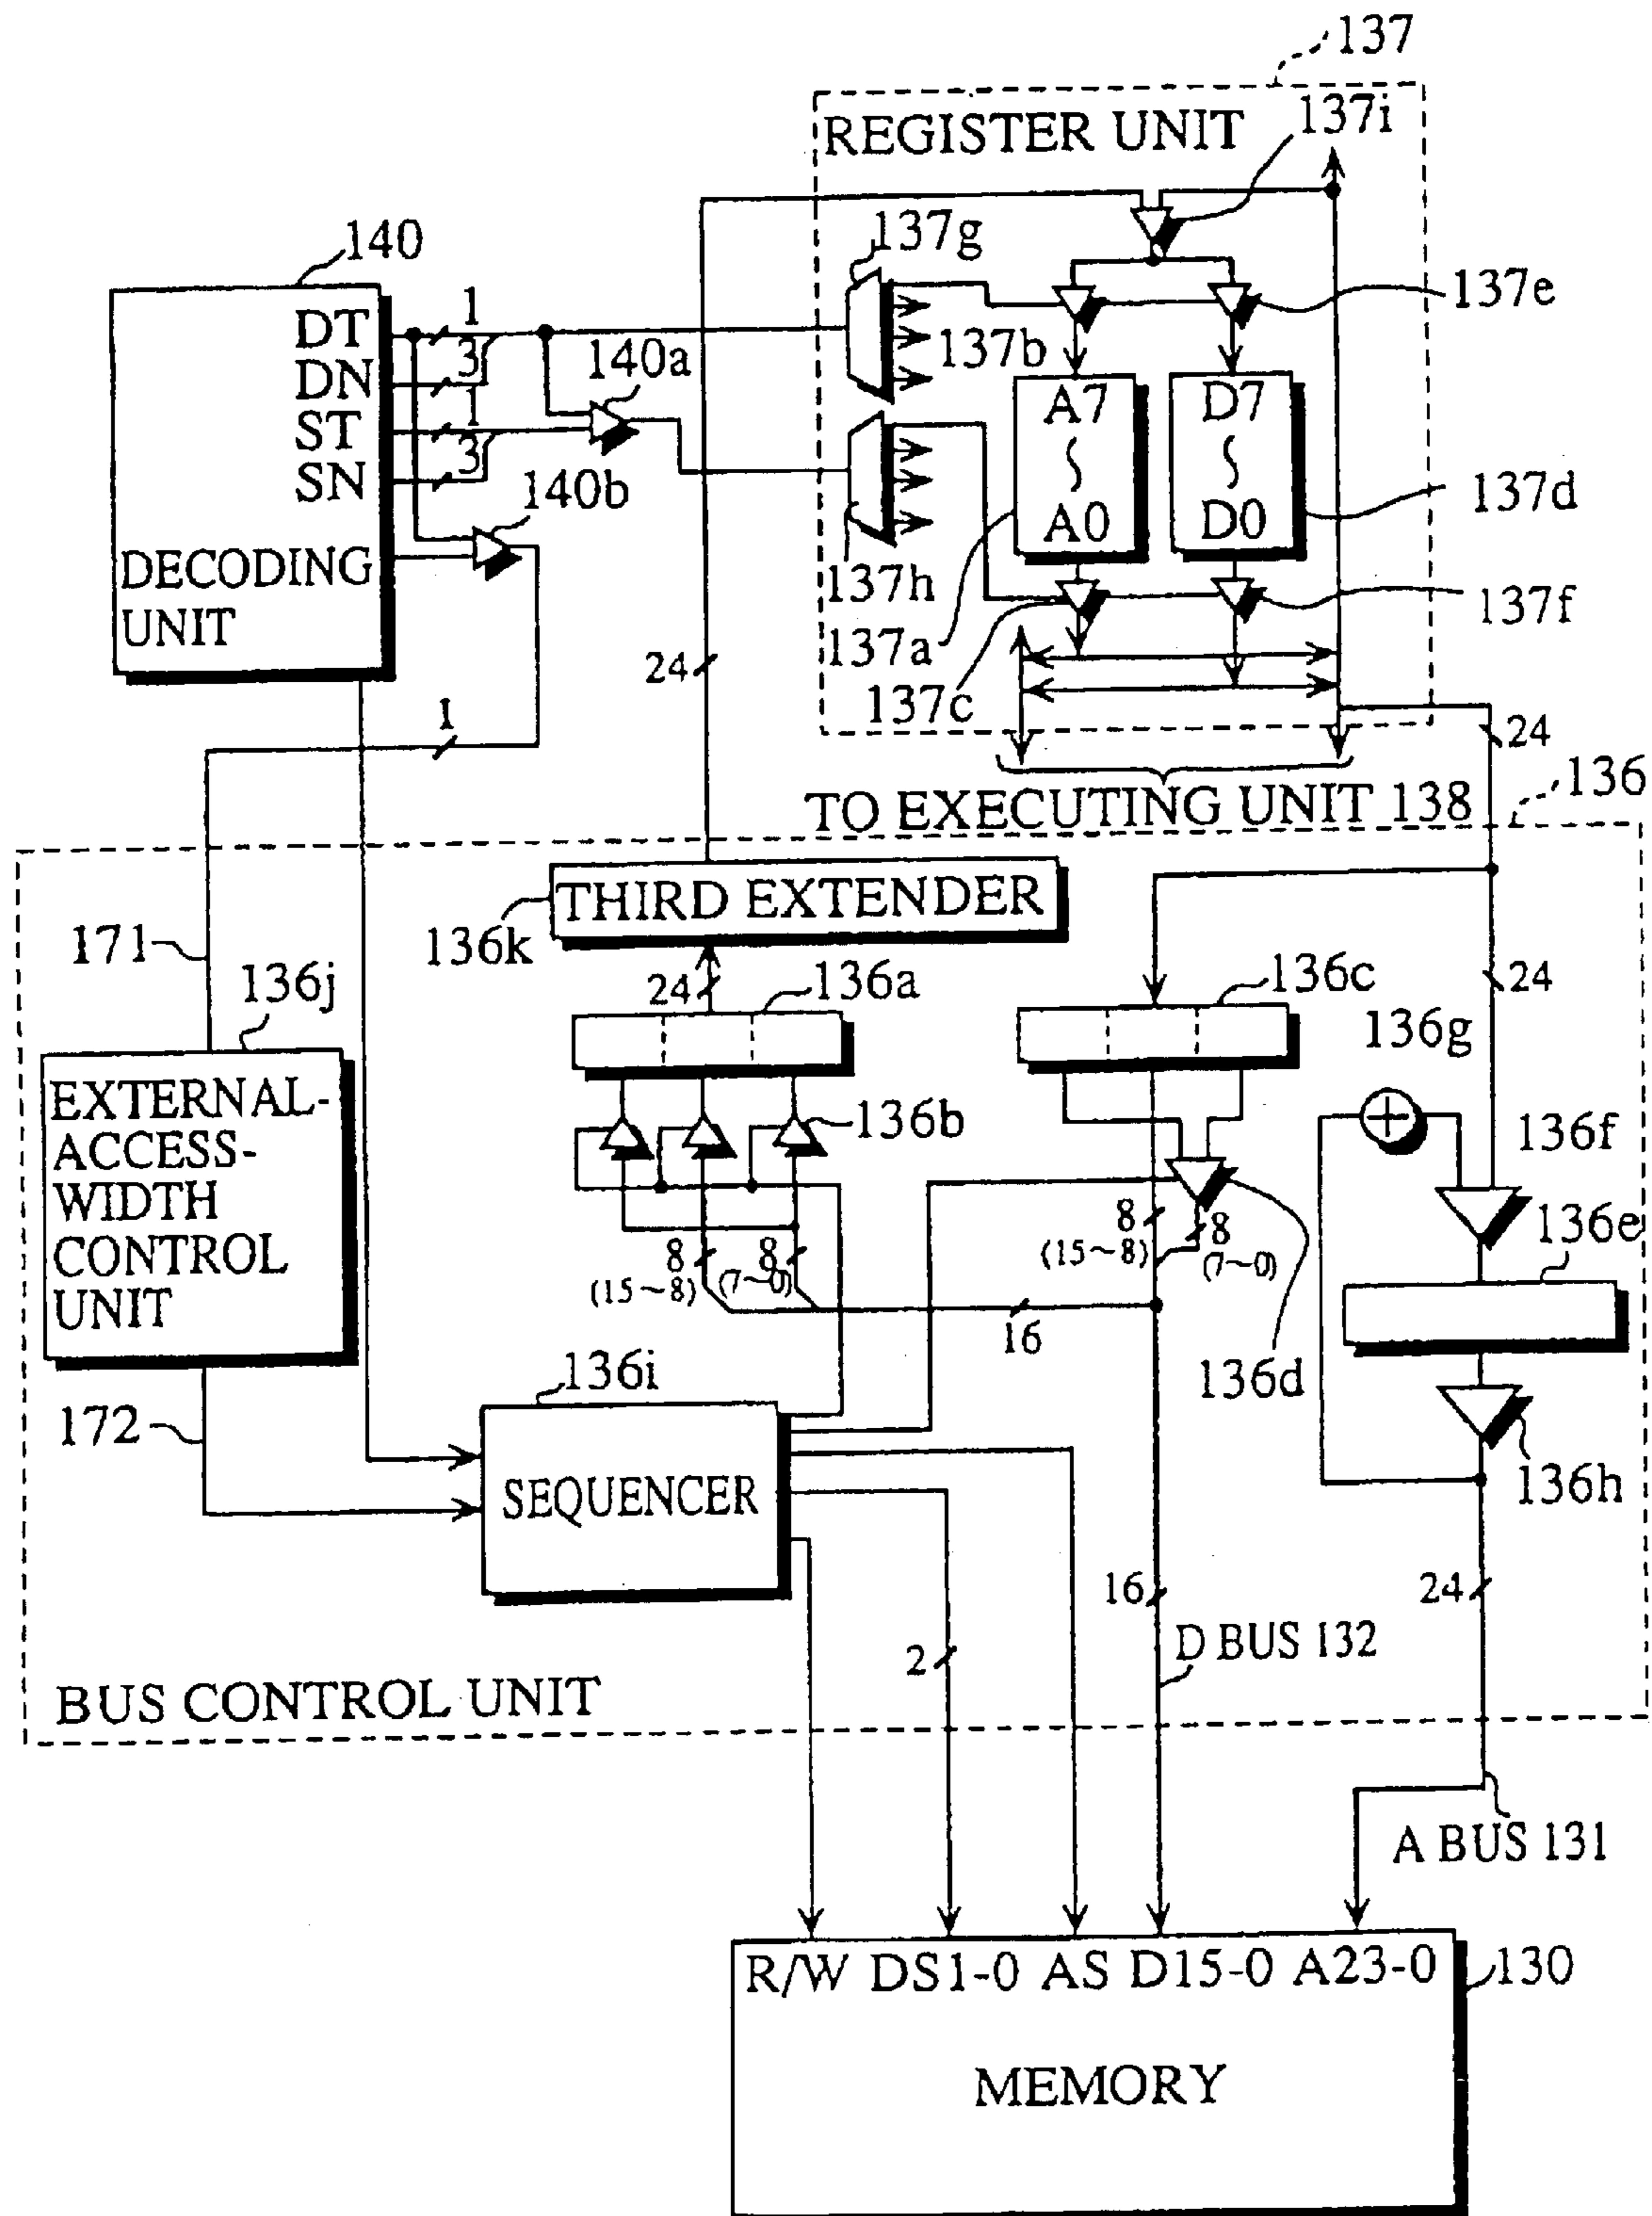 137
REGISTER UNIT
137i
140
137g
DT
1
137e
DN
3
140a
137b
ST
1
A7
D7
SN
3
140b
137d
A0
D0
DECODING
UNIT
137h
137f
24
137a
137c
1
24
TO EXECUTING UNIT 138
136
THIRD EXTENDER
136k
171
136j
24
136a
136c
24
136g
EXTERNAL-
ACCESS-
WIDTH
CONTROL
UNIT
136b
136f
8
(15~8)
8
(7~0)
8
(15~8)
8
(7~0)
136e
16
136d
136i
172
SEQUENCER
136h
16
24
2
D BUS 132
BUS CONTROL UNIT
A BUS 131
R/W DS1-0 AS D15-0 A23-0
130
MEMORY